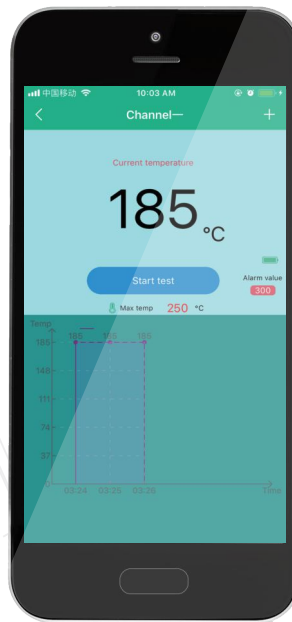 中国移动 10:03 AM
Channel一
Current temperature
185 °C
Start test
Alarm value
300
Max temp 250 °C
Temp
185 185 185
185
148
111
74
37
0
03:24 03:25 03:26 Time